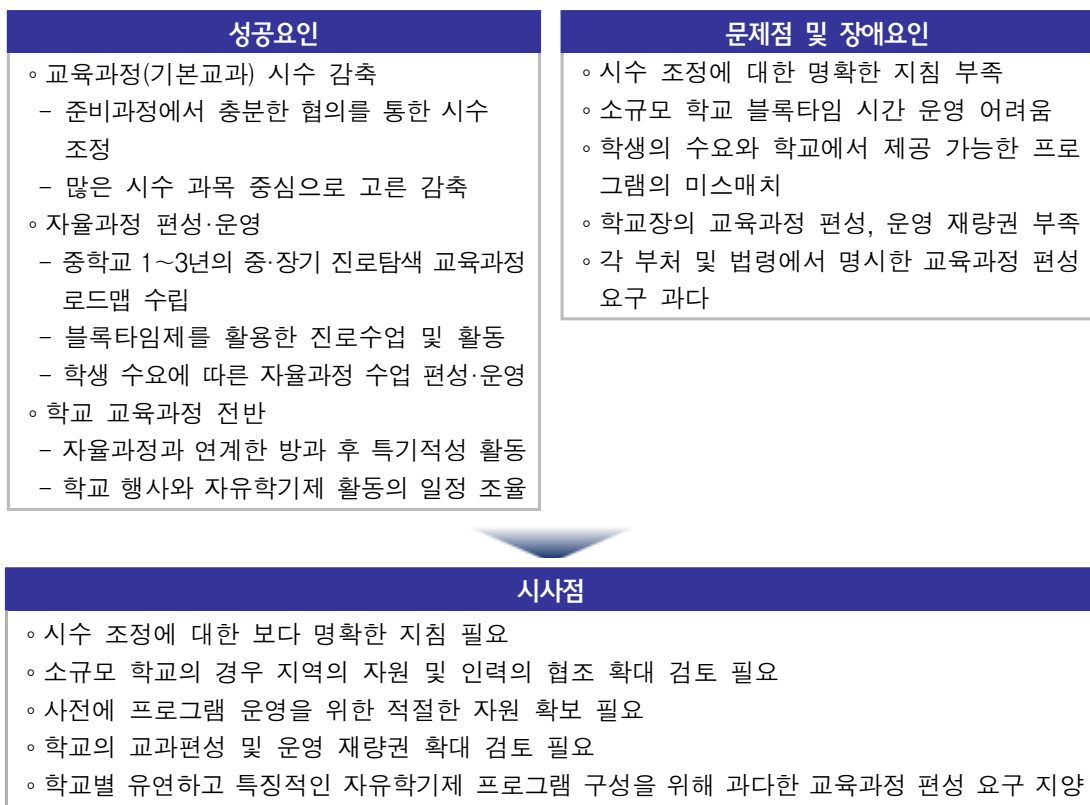 성공요인
◦ 교육과정(기본교과) 시수 감축
- 준비과정에서 충분한 협의를 통한 시수
조정
- 많은 시수 과목 중심으로 고른 감축
◦ 자율과정 편성·운영
- 중학교 1~3년의 중·장기 진로탐색 교육과정
로드맵 수립
- 블록타임제를 활용한 진로수업 및 활동
- 학생 수요에 따른 자율과정 수업 편성·운영
◦ 학교 교육과정 전반
- 자율과정과 연계한 방과 후 특기적성 활동
- 학교 행사와 자유학기제 활동의 일정 조율
문제점 및 장애요인
◦ 시수 조정에 대한 명확한 지침 부족
◦ 소규모 학교 블록타임 시간 운영 어려움
◦ 학생의 수요와 학교에서 제공 가능한 프로
그램의 미스매치
◦ 학교장의 교육과정 편성, 운영 재량권 부족
◦ 각 부처 및 법령에서 명시한 교육과정 편성
요구 과다
시사점
◦ 시수 조정에 대한 보다 명확한 지침 필요
◦ 소규모 학교의 경우 지역의 자원 및 인력의 협조 확대 검토 필요
◦ 사전에 프로그램 운영을 위한 적절한 자원 확보 필요
◦ 학교의 교과편성 및 운영 재량권 확대 검토 필요
◦ 학교별 유연하고 특징적인 자유학기제 프로그램 구성을 위해 과다한 교육과정 편성 요구 지양